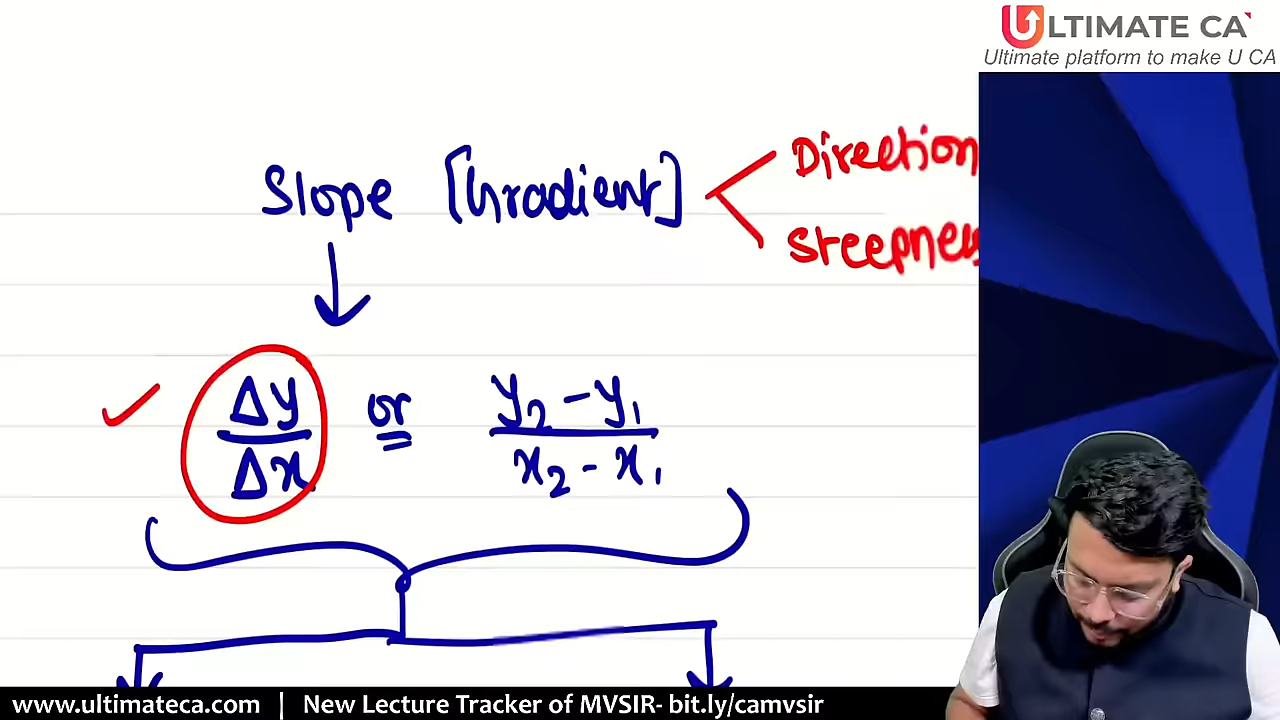 ULTIMATE CA
Ultimate platform to make U CA
Slope [Gradient]
Direction
Steepness
Δy/Δx or y₂-y₁/x₂-x₁
www.ultimateca.com | New Lecture Tracker of MVSIR- bit.ly/camvsir